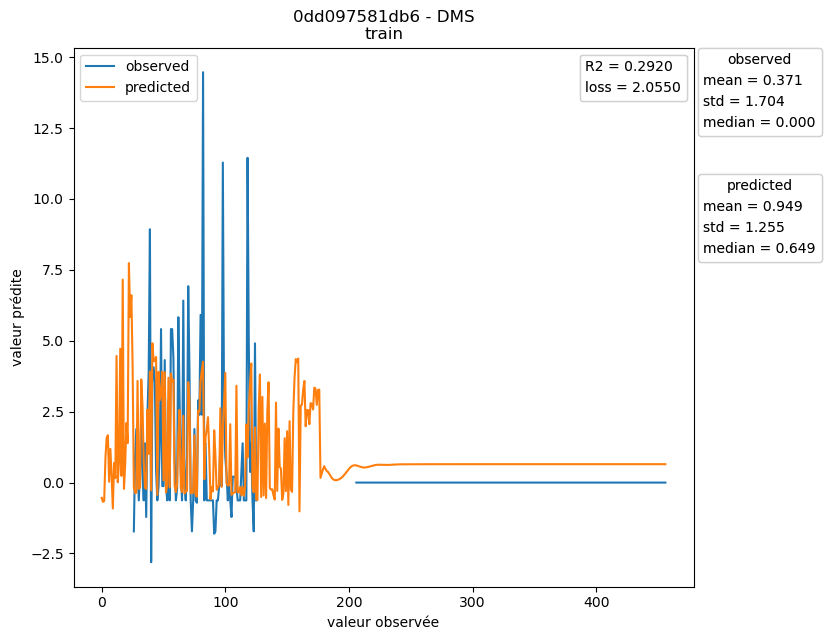 0dd097581db6 - DMS
train
observed
predicted
R2 = 0.2920
loss = 2.0550
observed
mean = 0.371
std = 1.704
median = 0.000
predicted
mean = 0.949
std = 1.255
median = 0.649
15.0
12.5
10.0
7.5
5.0
2.5
0.0
−2.5
valeur prédite
0
100
200
300
400
valeur observée